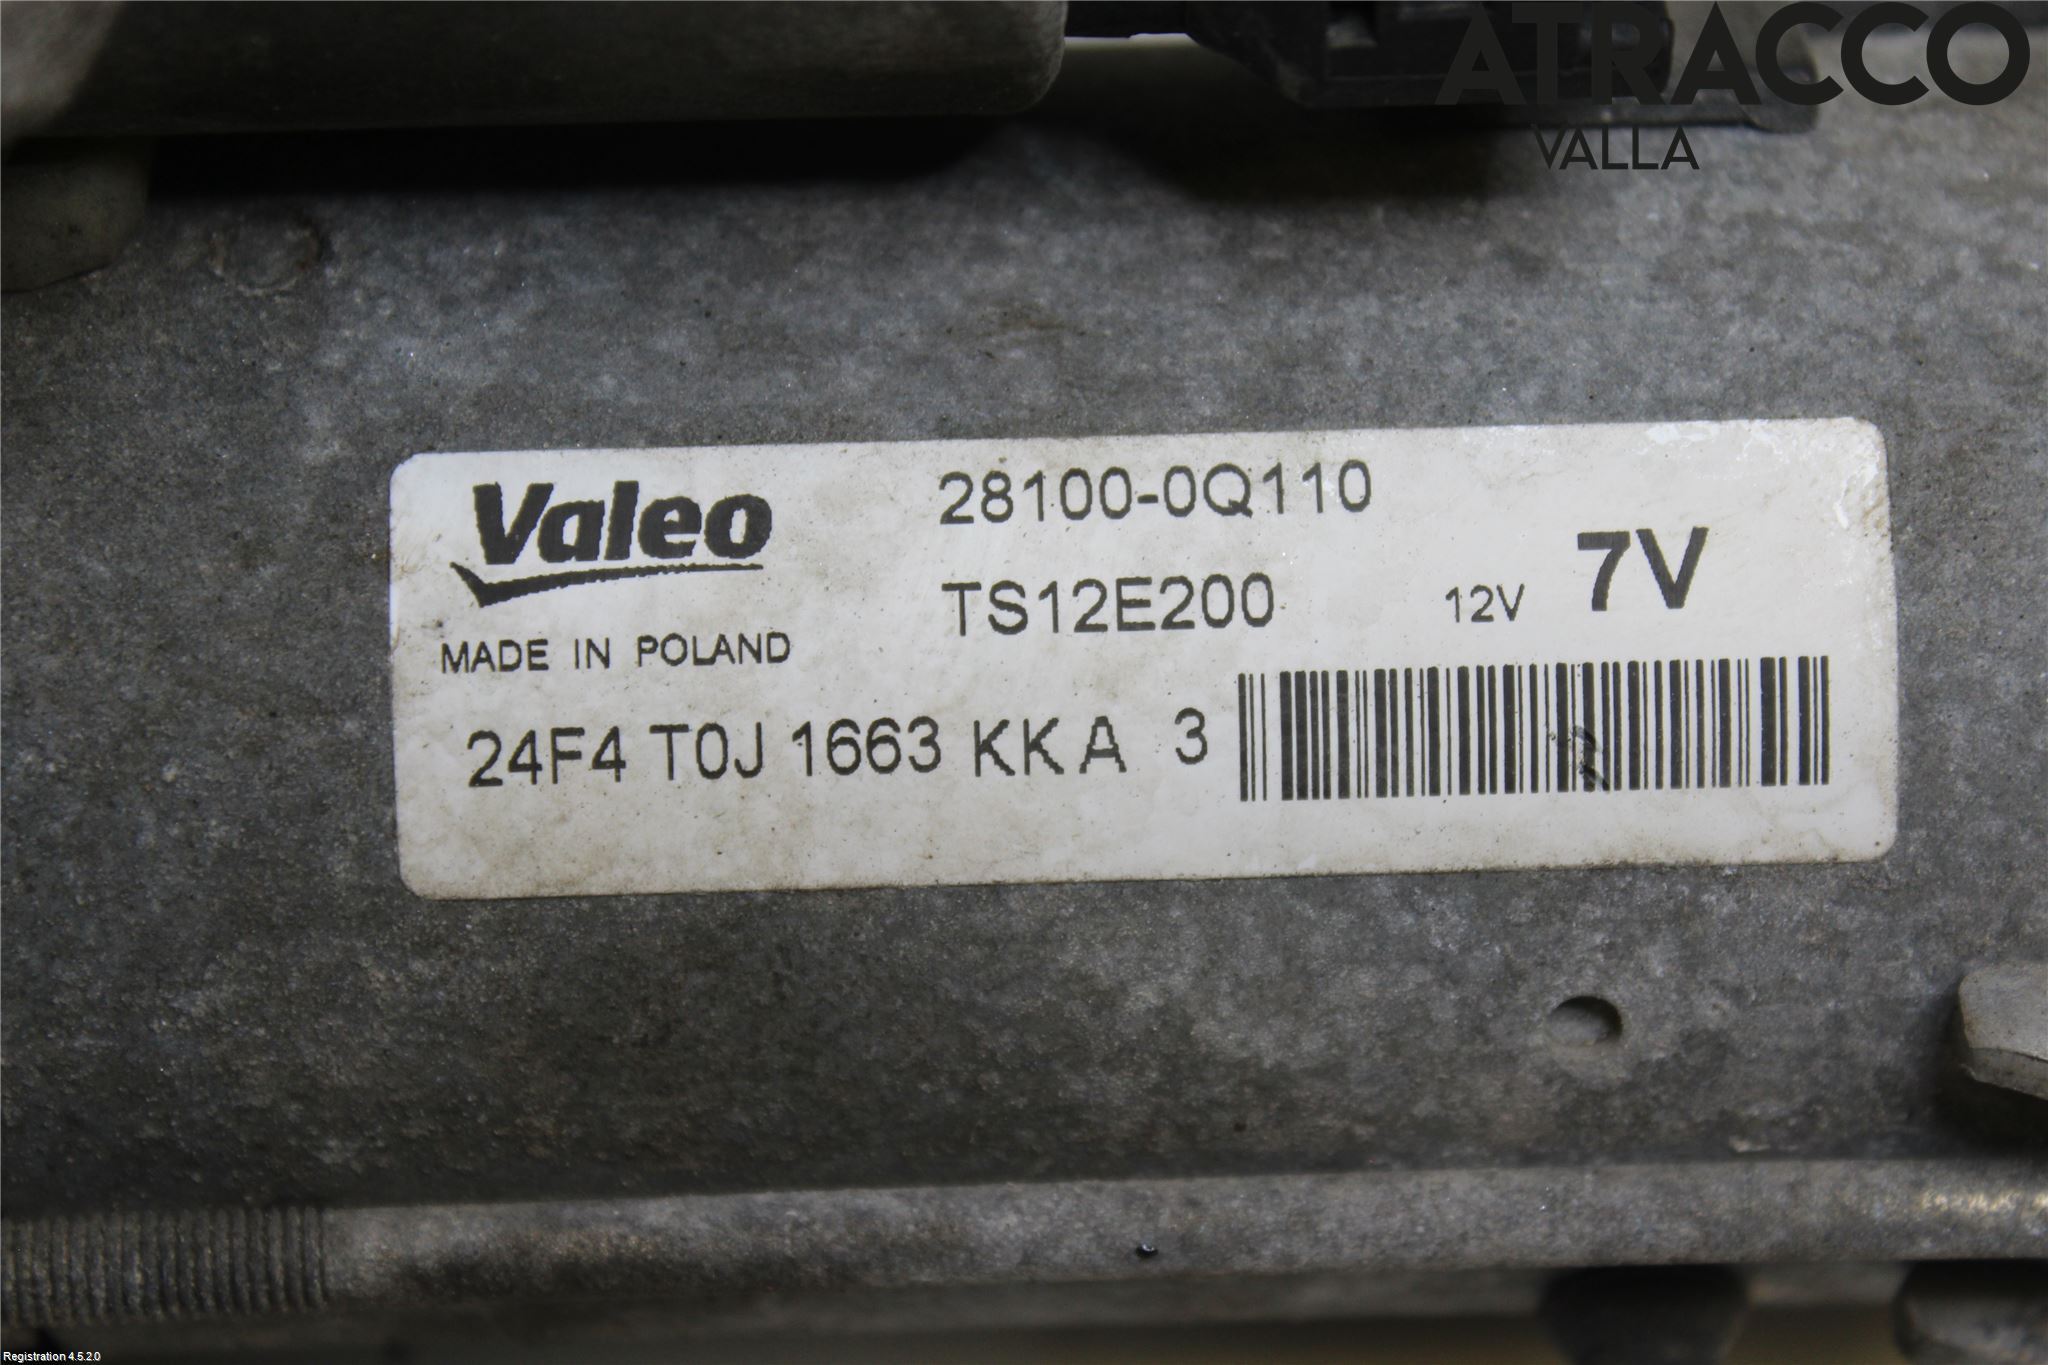 ATRACCO
VALLA
Valeo
MADE IN POLAND
28100-0Q110
TS12E200
12V 7V
24F4 T0J 1663 KKA 3
Registration 4.5.2.0